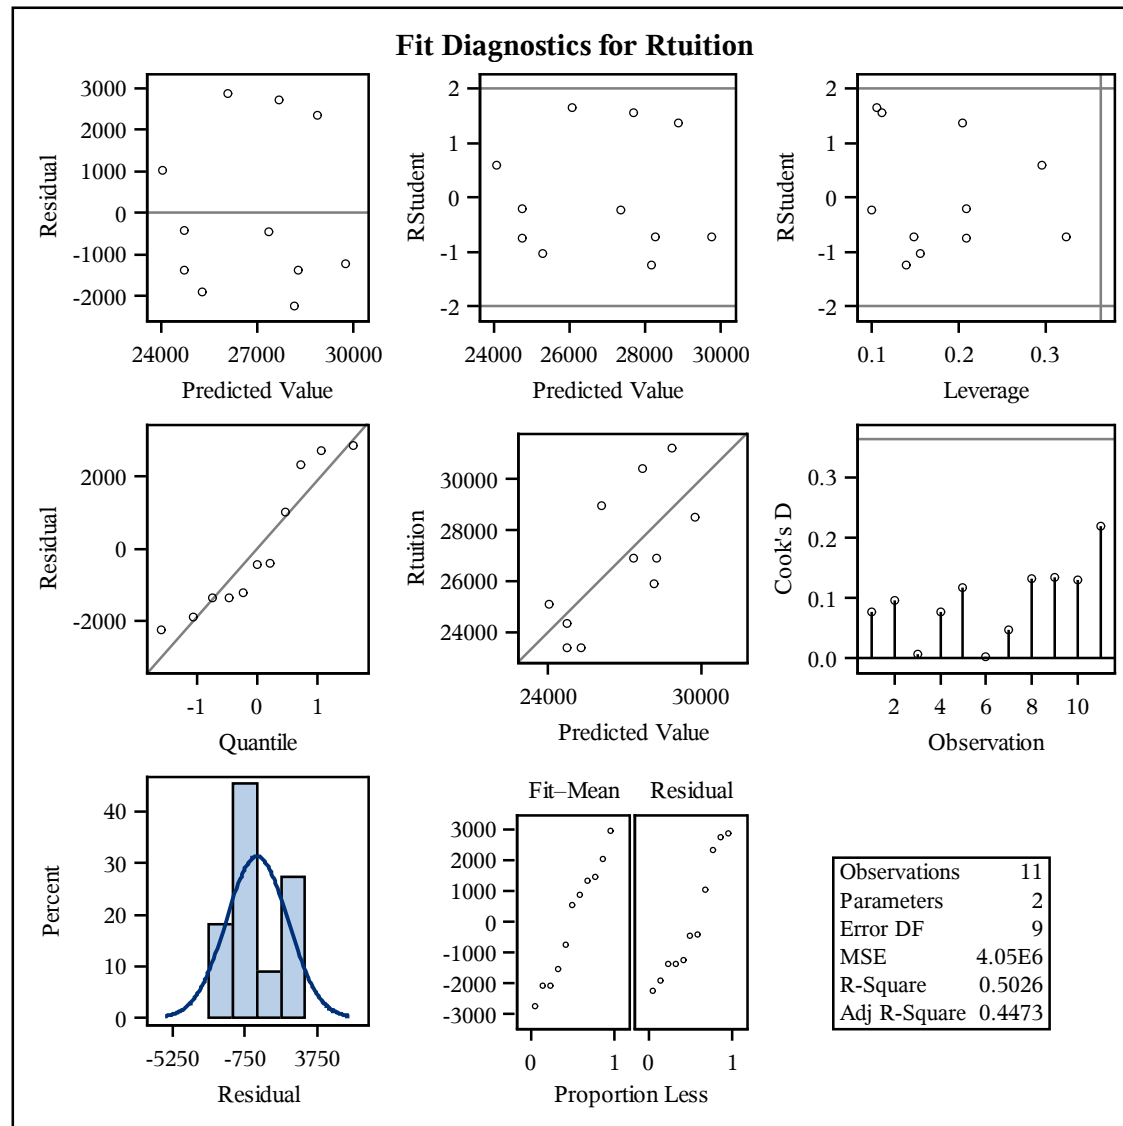 Fit Diagnostics for Rtuition
3000
2000
1000
0
-1000
-2000
Residual
24000 27000 30000
Predicted Value
2
1
0
-1
-2
RStudent
24000 26000 28000 30000
Predicted Value
2
1
0
-1
-2
RStudent
0.1 0.2 0.3
Leverage
2000
0
-2000
Residual
-1 0 1
Quantile
30000
28000
26000
24000
Rtuition
24000 30000
Predicted Value
0.3
0.2
0.1
0.0
Cook's D
2 4 6 8 10
Observation
40
30
20
10
0
Percent
-5250 -750 3750
Residual
Fit–Mean Residual
3000
2000
1000
0
-1000
-2000
-3000
0 1 0 1
Proportion Less
Observations 11
Parameters 2
Error DF 9
MSE 4.05E6
R-Square 0.5026
Adj R-Square 0.4473